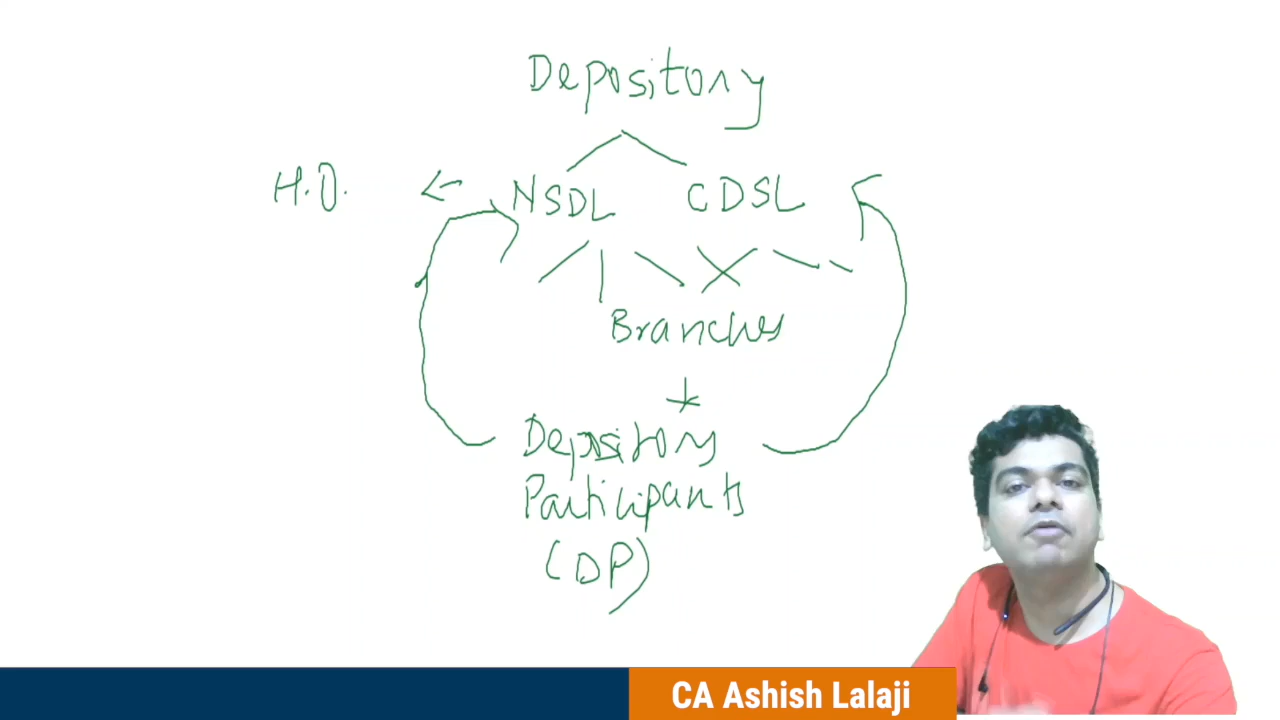 Depository
H.O. ← NSDL CDSL
Branches
Depository
Participants
(DP)
CA Ashish Lalaji